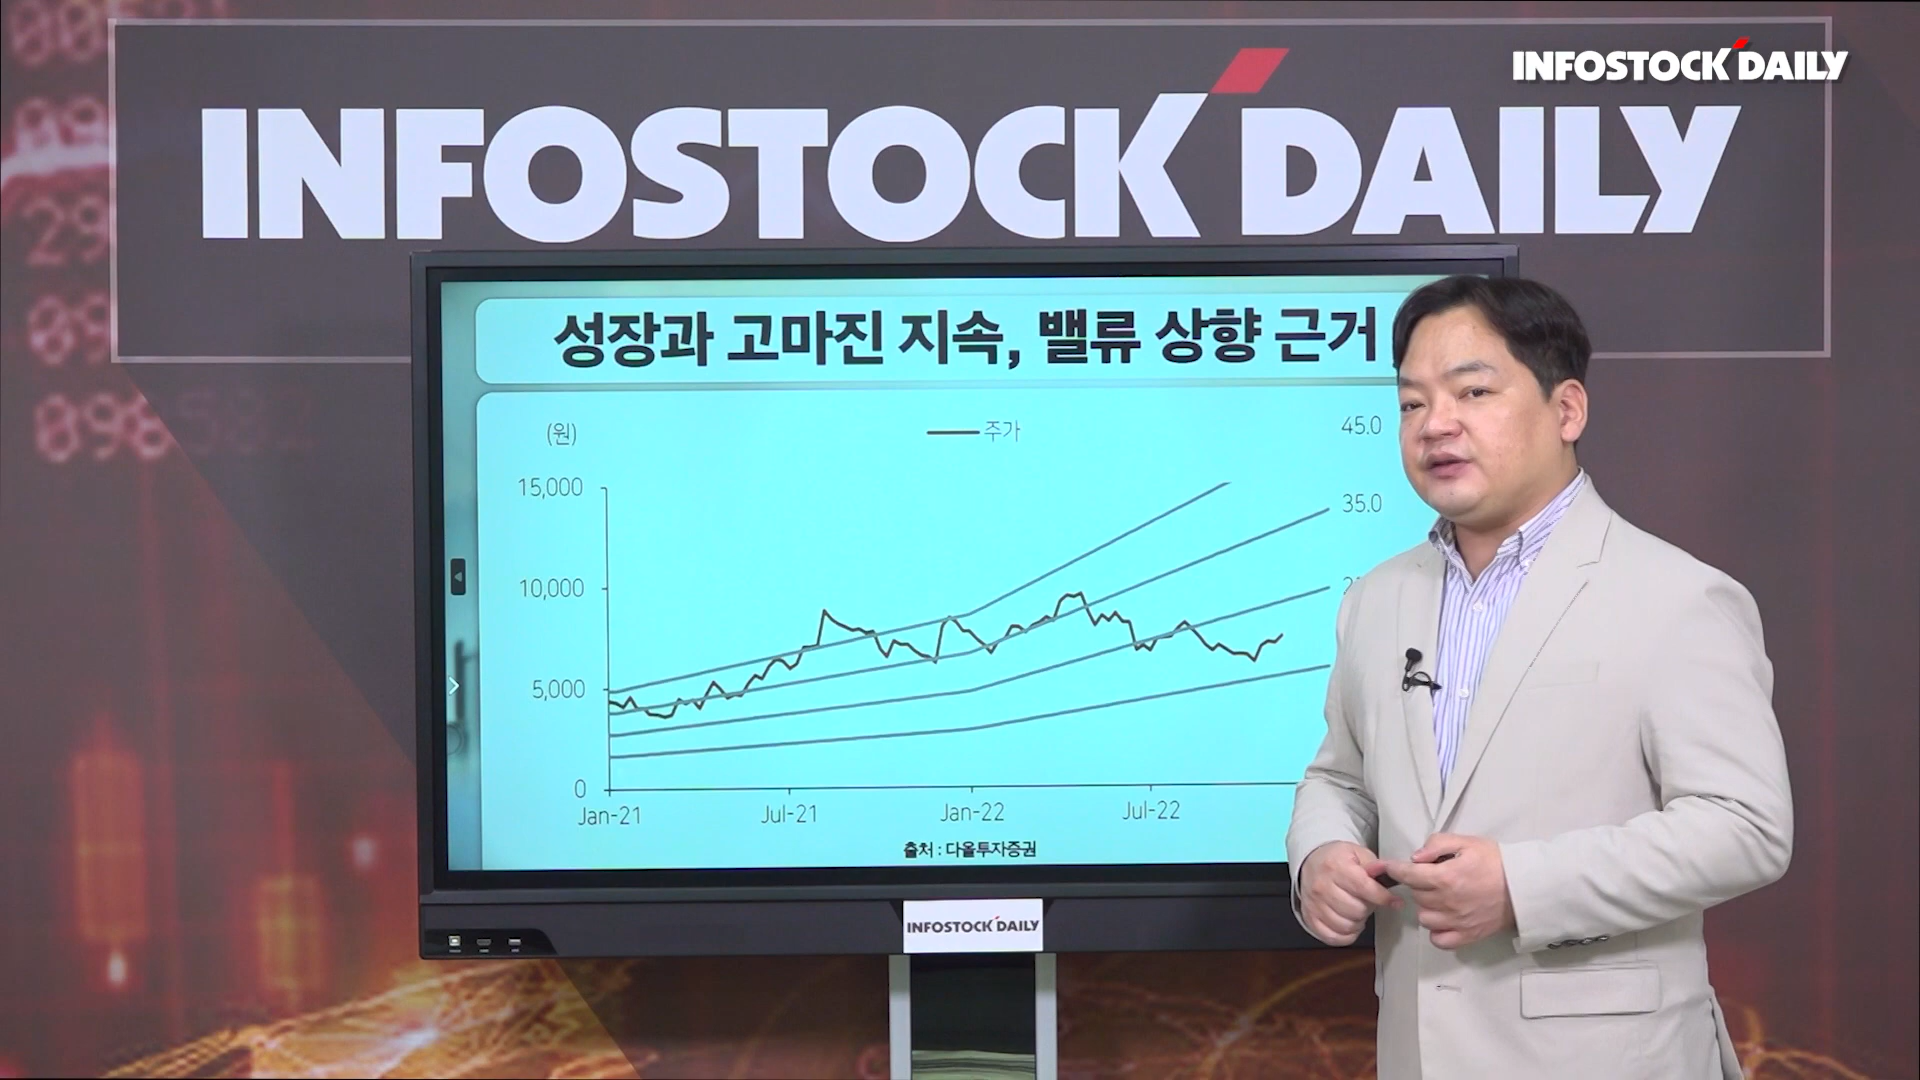 INFOSTOCK DAILY
INFOSTOCK DAILY
성장과 고마진 지속, 밸류 상향 근거
(원)
주가
45.0
15,000
35.0
10,000
5,000
0
Jan-21
Jul-21
Jan-22
Jul-22
출처 : 다올투자증권
INFOSTOCK DAILY